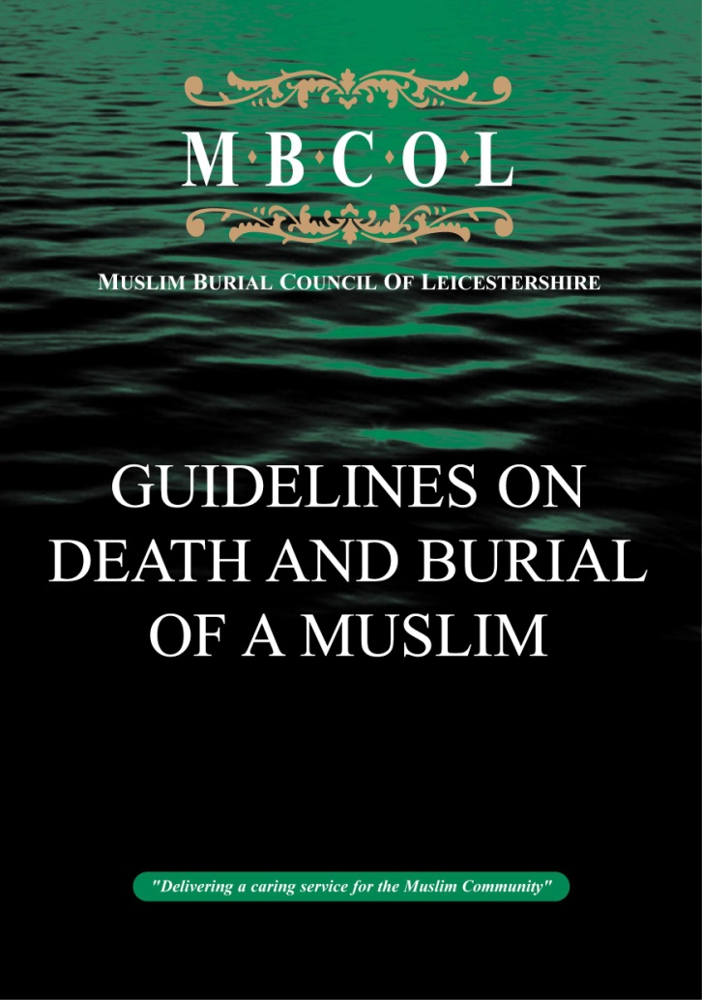 M·B·C·O·L
MUSLIM BURIAL COUNCIL OF LEICESTERSHIRE
GUIDELINES ON
DEATH AND BURIAL
OF A MUSLIM
"Delivering a caring service for the Muslim Community"